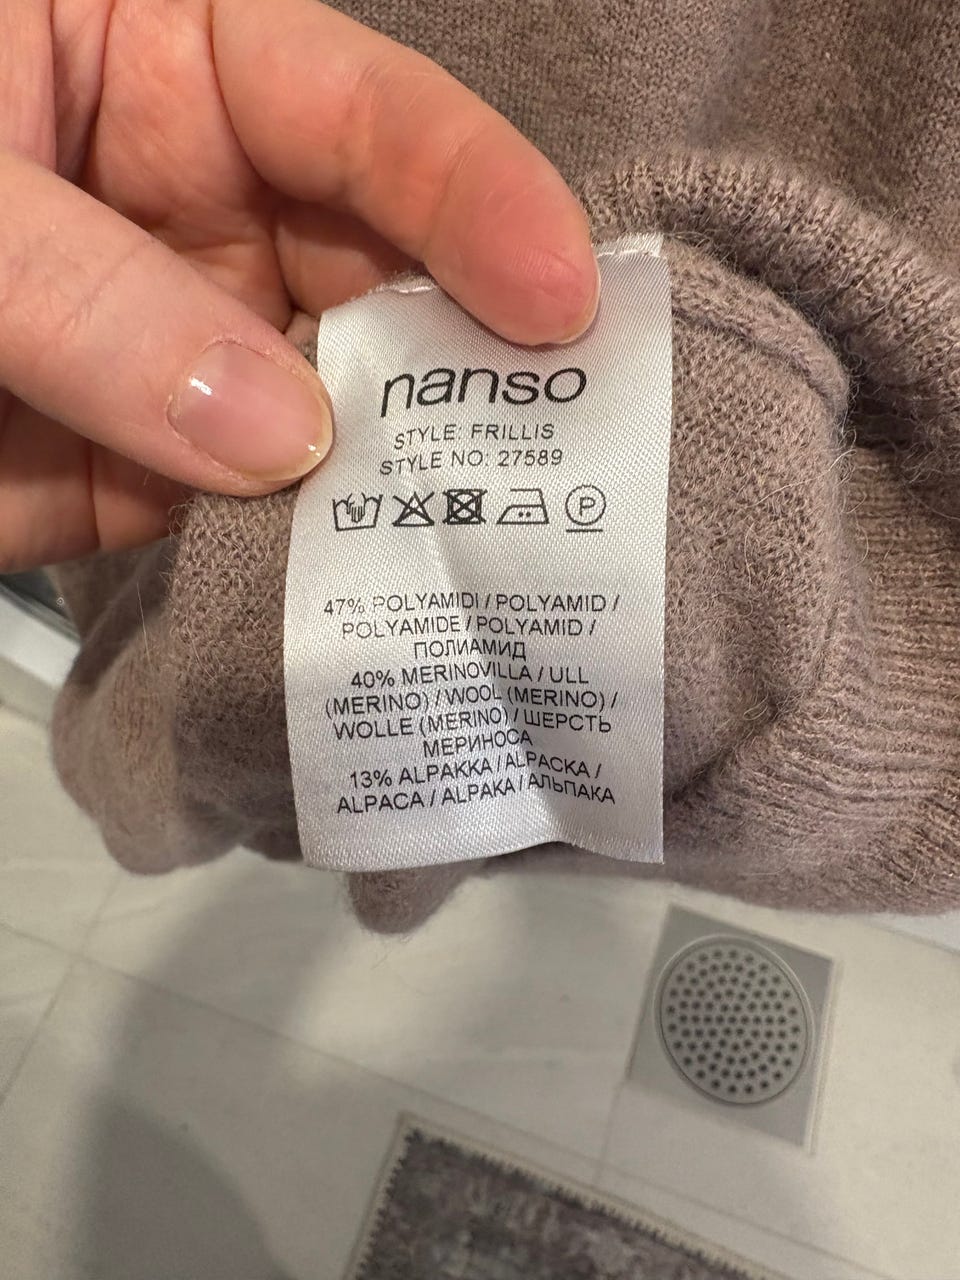 nanso
STYLE: FRILLIS
STYLE NO: 27589
P
47% POLYAMIDI / POLYAMID /
POLYAMIDE / POLYAMID /
ПОЛИАМИД
40% MERINOVILLA / ULL
(MERINO) / WOOL (MERINO) /
WOLLE (MERINO) / ШЕРСТЬ
МЕРИНОСА
13% ALPAKKA / ALPACKA /
ALPACA / ALPAKA / АЛЬПАКА